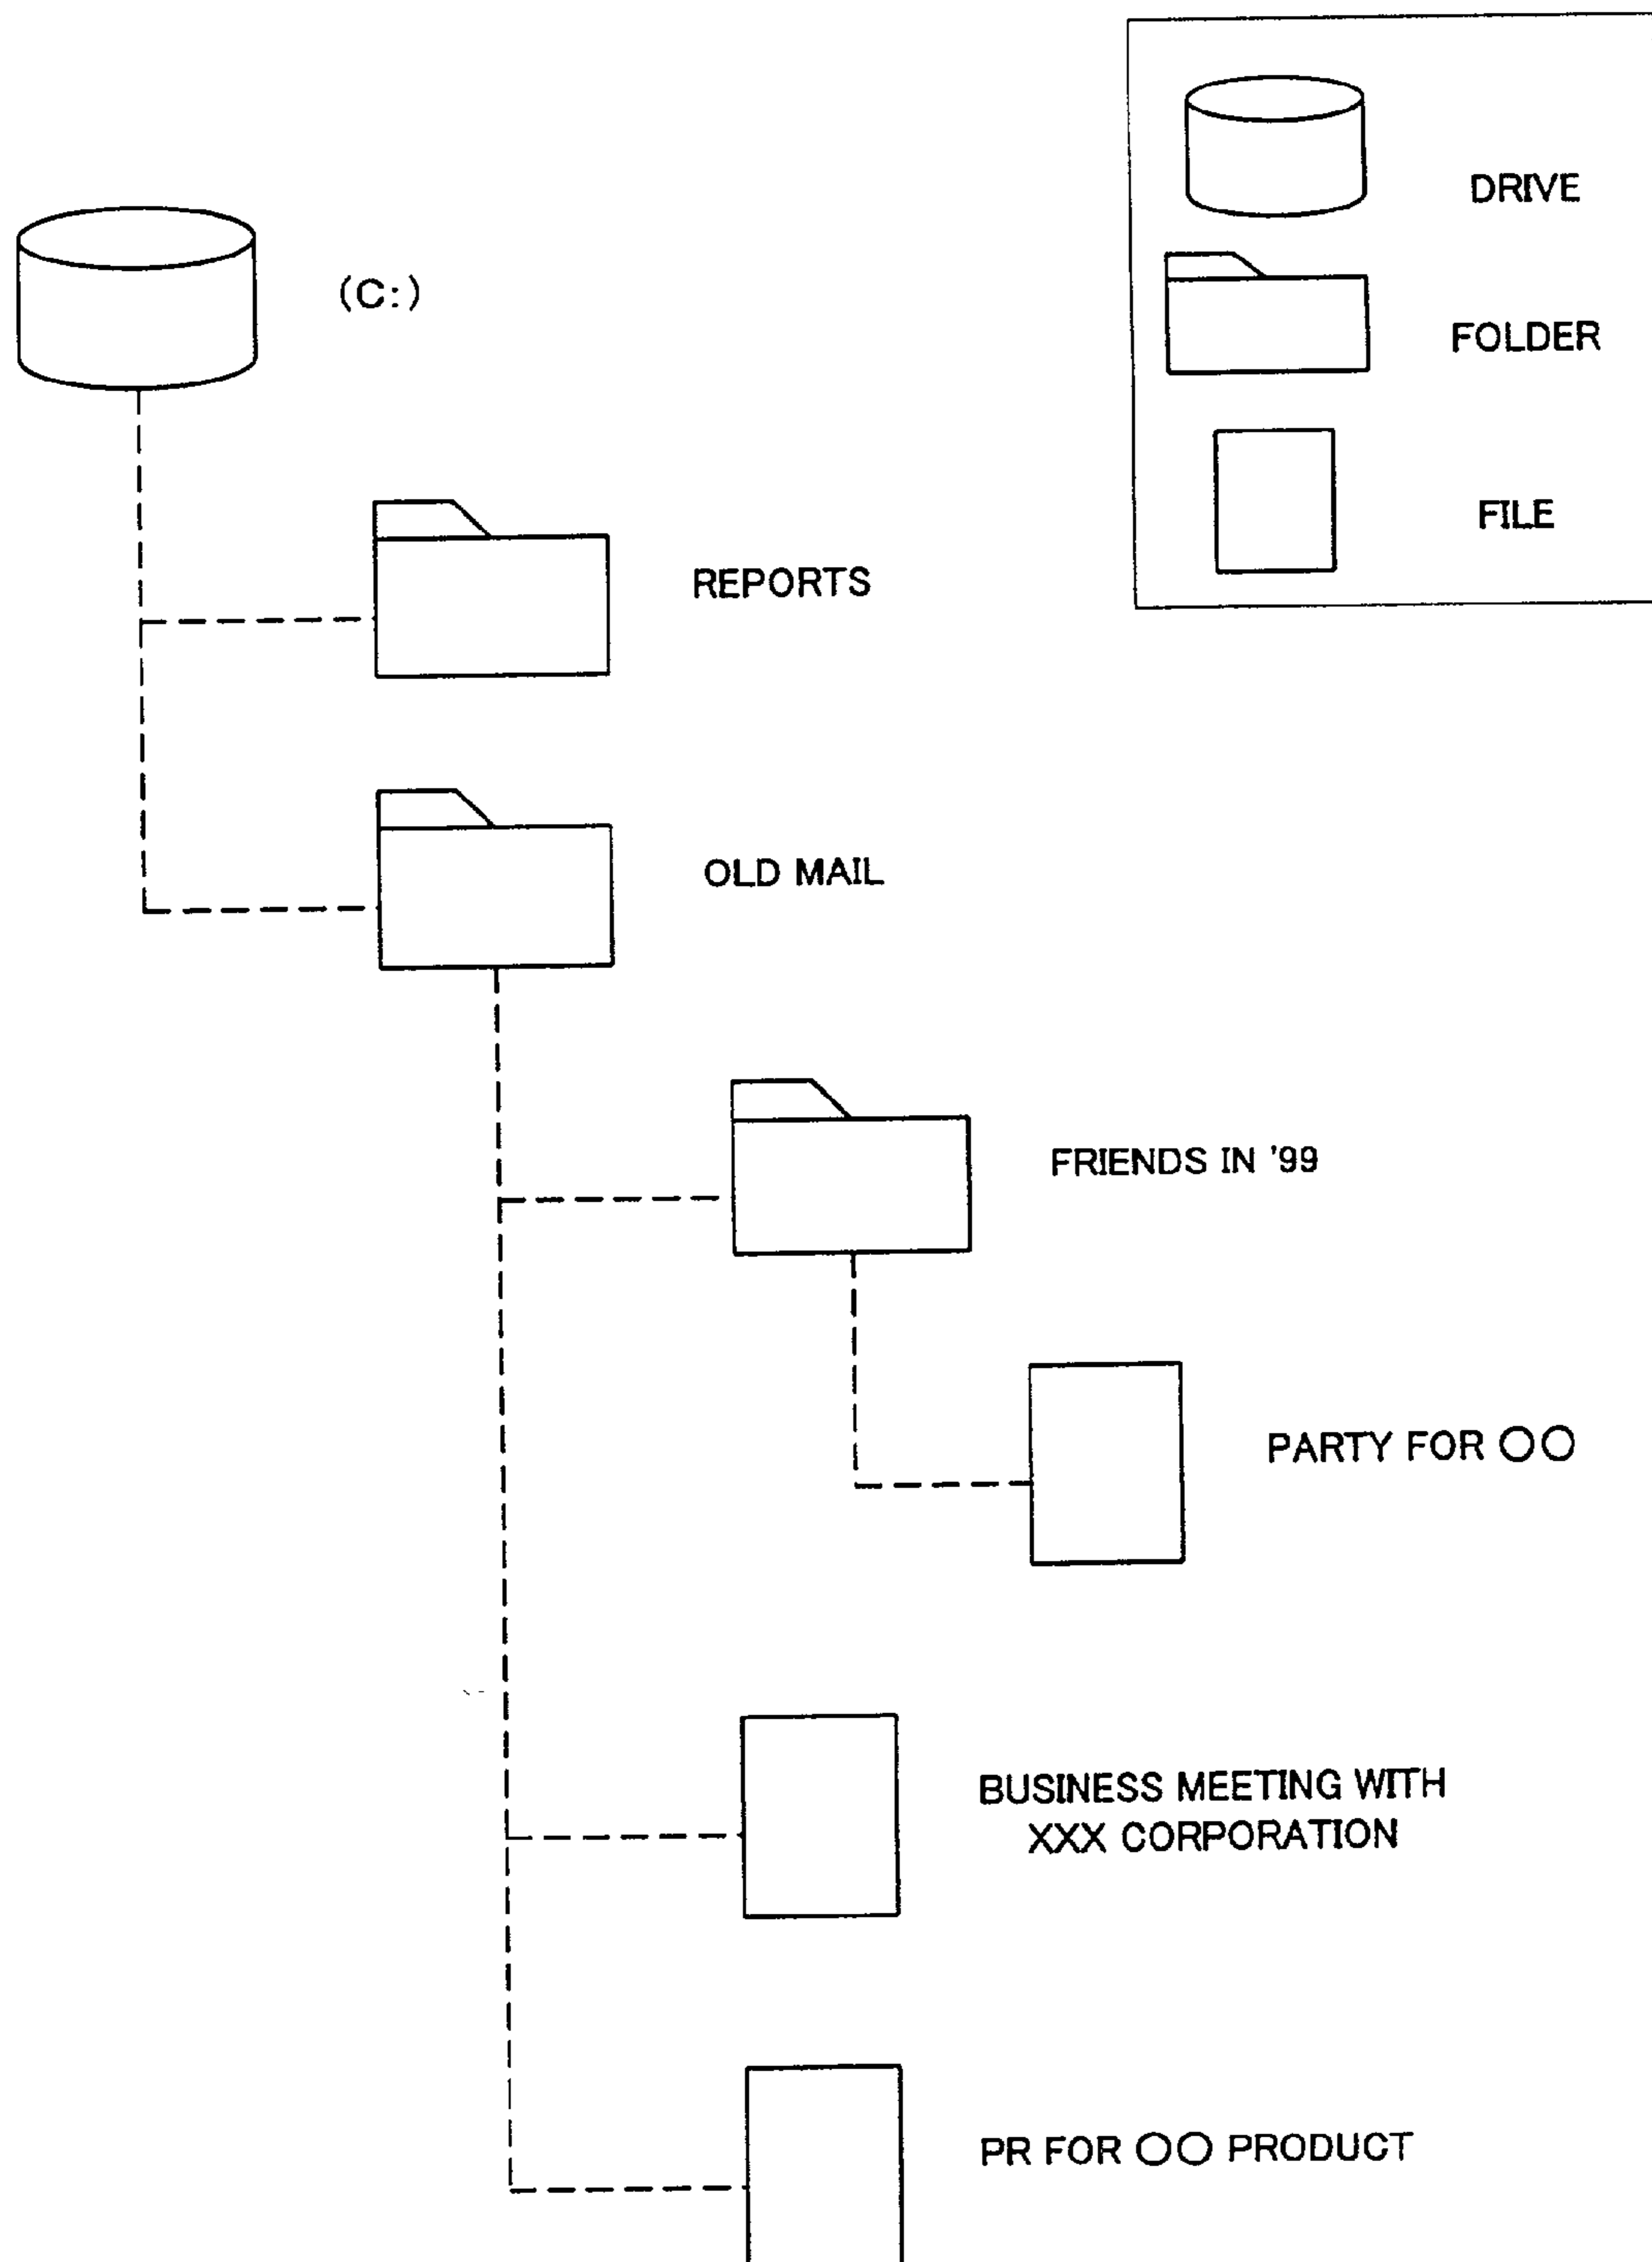 DRIVE
(C:)
FOLDER
FILE
REPORTS
OLD MAIL
FRIENDS IN '99
PARTY FOR ○○
BUSINESS MEETING WITH
XXX CORPORATION
PR FOR ○○ PRODUCT